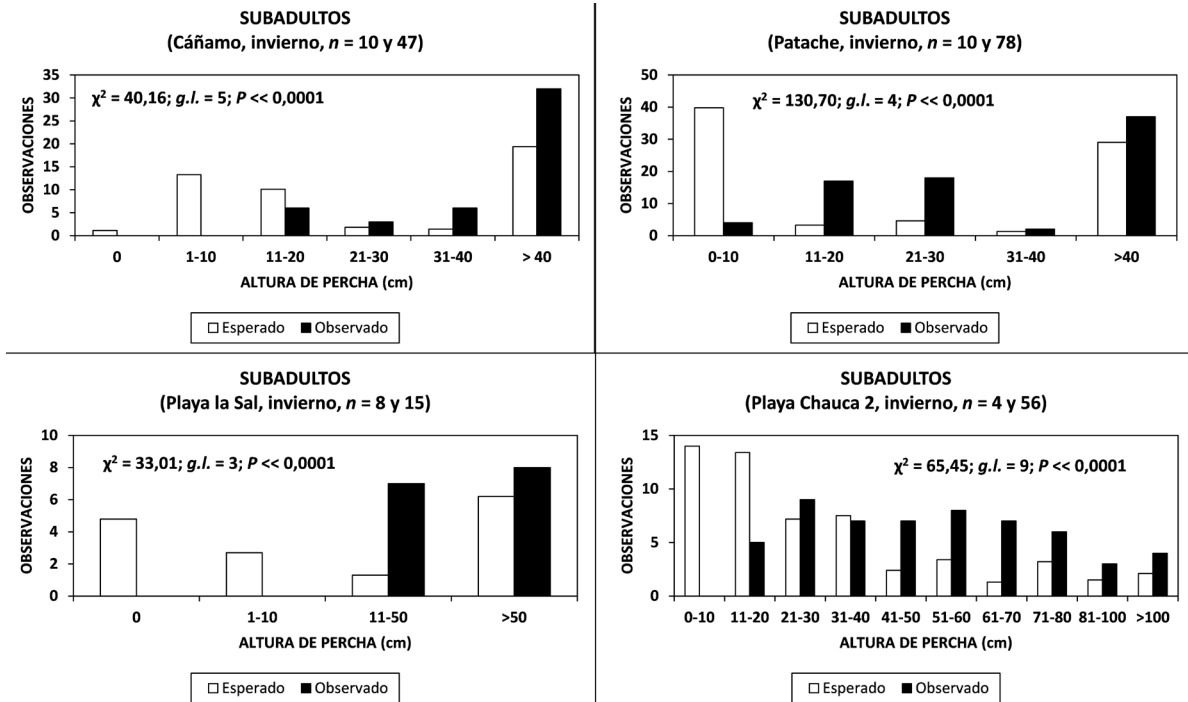 SUBADULTOS
(Cáñamo, invierno, n = 10 y 47)
χ² = 40,16; g.l. = 5; P << 0,0001
OBSERVACIONES
35
30
25
20
15
10
5
0
0 1-10 11-20 21-30 31-40 > 40
ALTURA DE PERCHA (cm)
Esperado Observado
SUBADULTOS
(Patache, invierno, n = 10 y 78)
χ² = 130,70; g.l. = 4; P << 0,0001
OBSERVACIONES
50
40
30
20
10
0
0-10 11-20 21-30 31-40 >40
ALTURA DE PERCHA (cm)
Esperado Observado
SUBADULTOS
(Playa la Sal, invierno, n = 8 y 15)
χ² = 33,01; g.l. = 3; P << 0,0001
OBSERVACIONES
10
8
6
4
2
0
0 1-10 11-50 >50
ALTURA DE PERCHA (cm)
Esperado Observado
SUBADULTOS
(Playa Chauca 2, invierno, n = 4 y 56)
χ² = 65,45; g.l. = 9; P << 0,0001
OBSERVACIONES
15
10
5
0
0-10 11-20 21-30 31-40 41-50 51-60 61-70 71-80 81-100 >100
ALTURA DE PERCHA (cm)
Esperado Observado